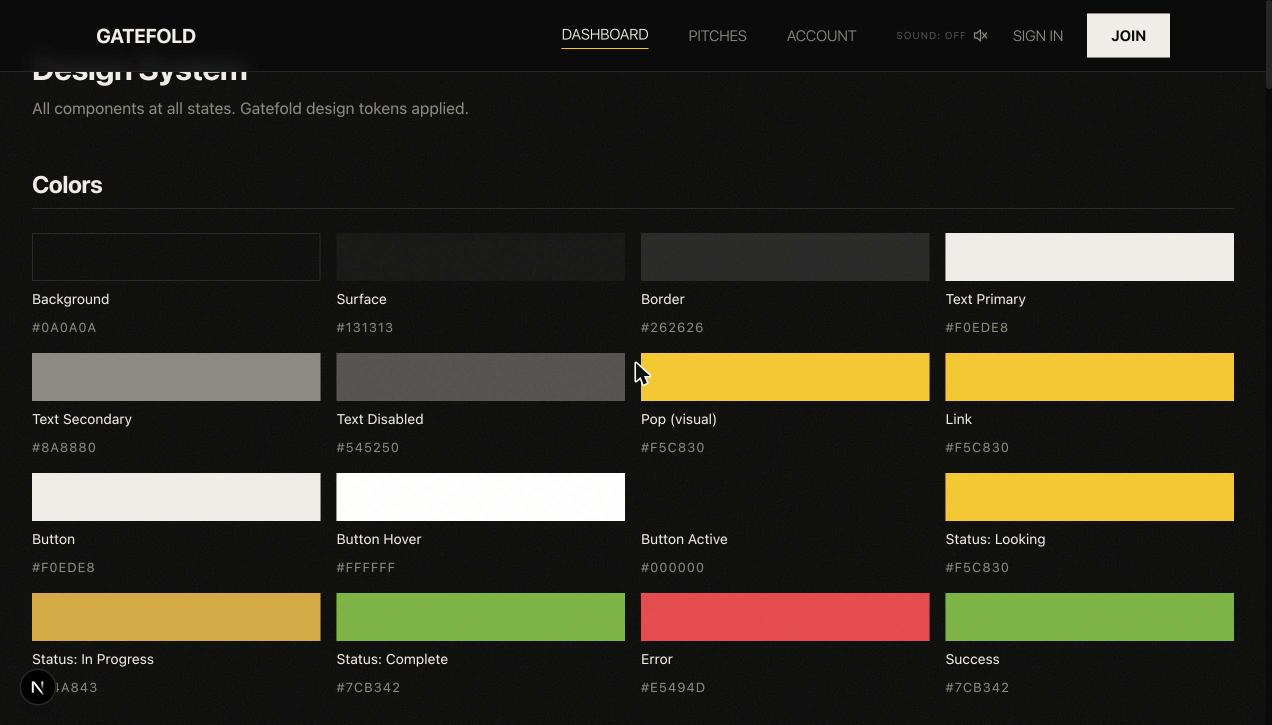 GATEFOLD
DASHBOARD
PITCHES
ACCOUNT
SOUND: OFF
SIGN IN
JOIN
Design System
All components at all states. Gatefold design tokens applied.
Colors
Background
Surface
Border
Text Primary
#0A0A0A
#131313
#262626
#F0EDE8
Text Secondary
Text Disabled
Pop (visual)
Link
#8A8880
#545250
#F5C830
#F5C830
Button
Button Hover
Button Active
Status: Looking
#F0EDE8
#FFFFFF
#000000
#F5C830
Status: In Progress
Status: Complete
Error
Success
N
#7CB342
#E5494D
#7CB342